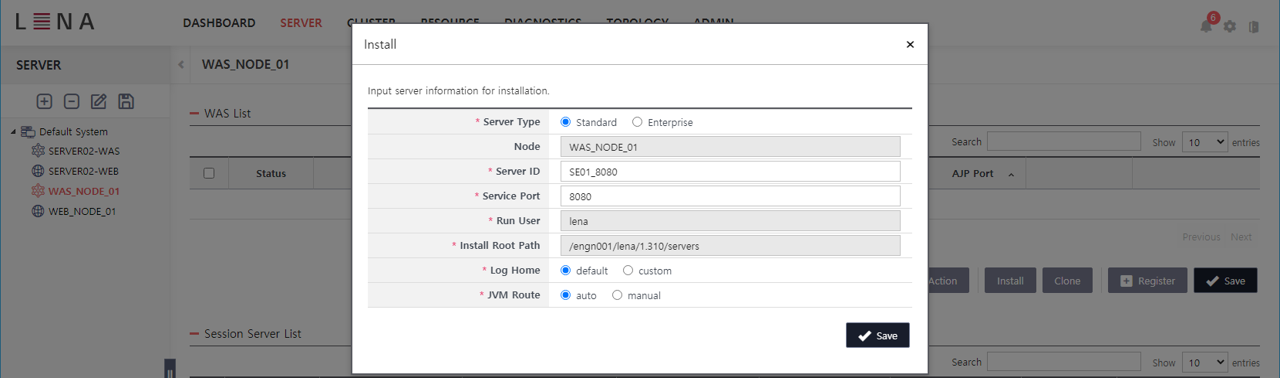 LENA
DASHBOARD SERVER CLUSTER RESOURCE DIAGNOSTICS TOPOLOGY ADMIN
6
SERVER
WAS_NODE_01
Default System
SERVER02-WAS
SERVER02-WEB
WAS_NODE_01
WEB_NODE_01
WAS List
Search Show 10 entries
Status AJP Port
Previous Next
Action Install Clone Register Save
Session Server List
Search Show 10 entries
Install
Input server information for installation.
* Server Type Standard Enterprise
Node WAS_NODE_01
* Server ID SE01_8080
* Service Port 8080
* Run User lena
* Install Root Path /engn001/lena/1.310/servers
* Log Home default custom
* JVM Route auto manual
Save